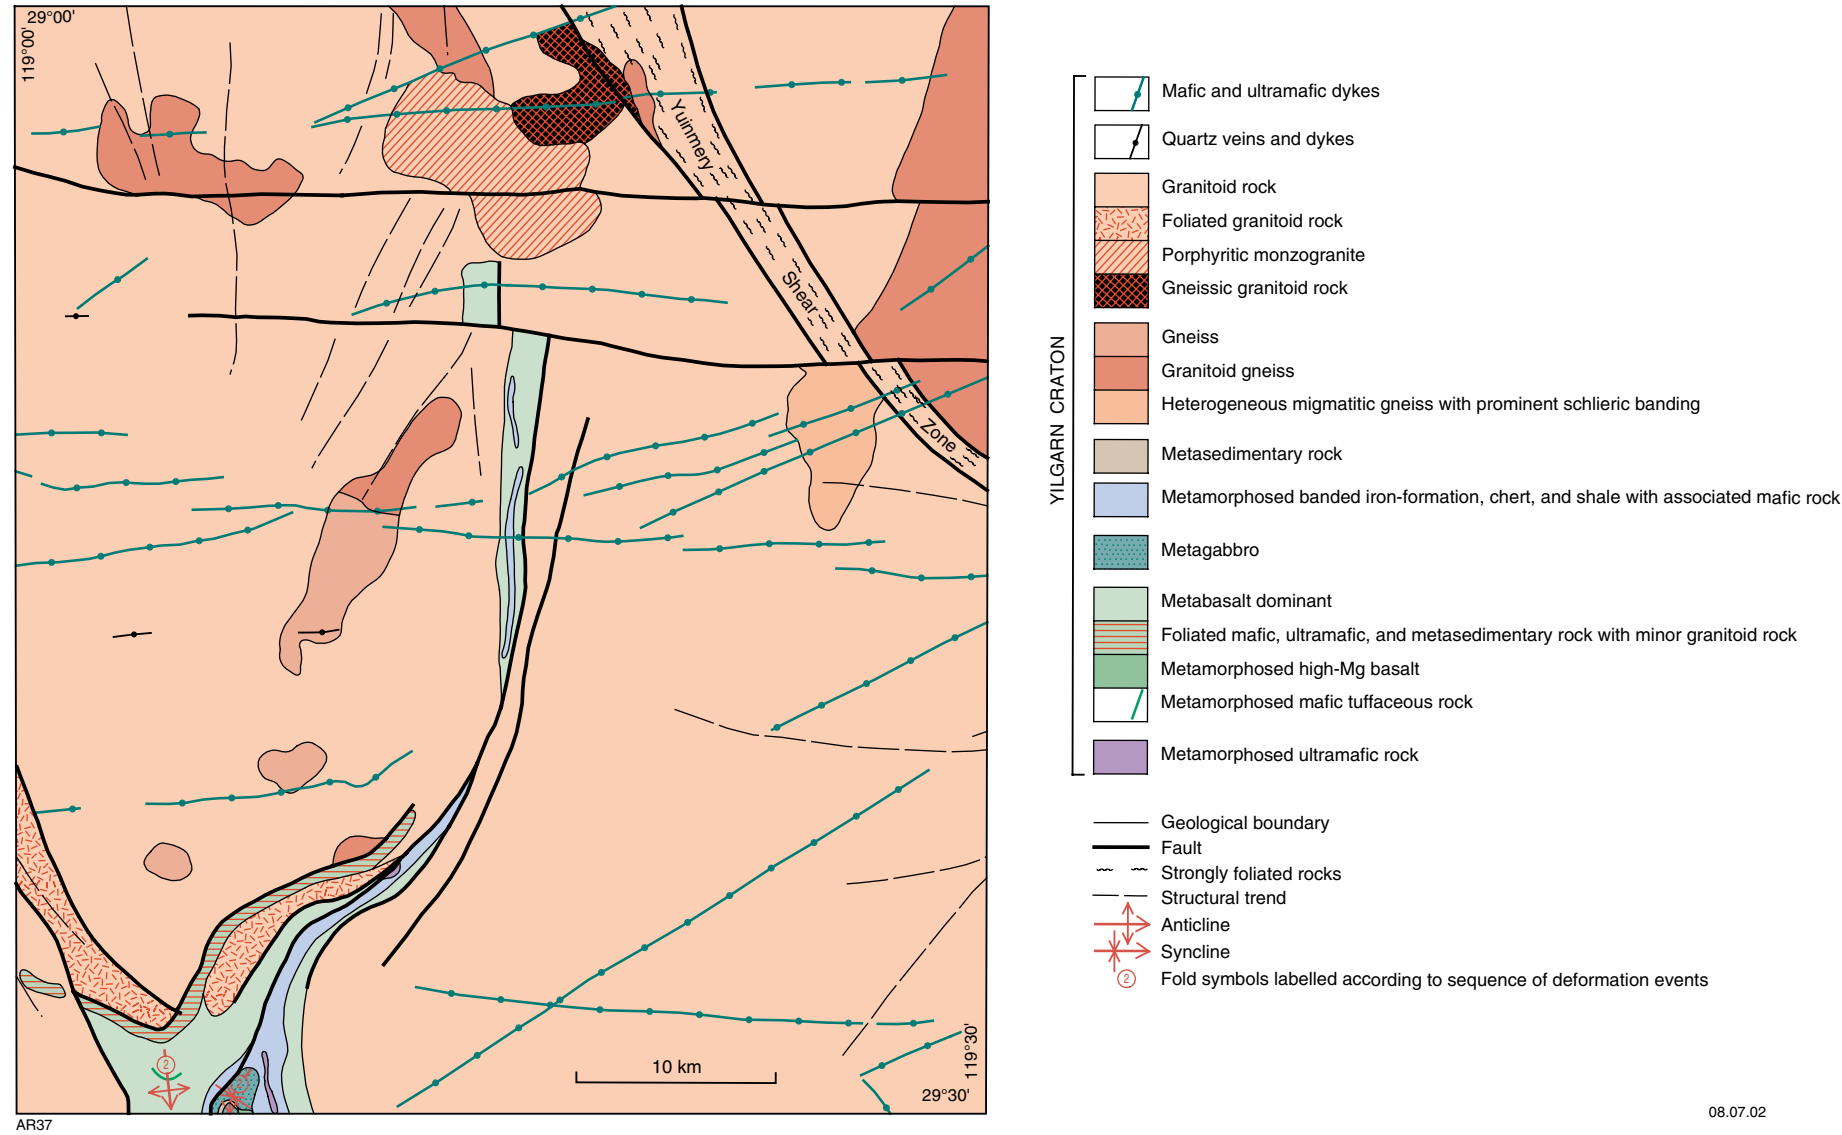 29°00'
119°00'
Yuinmery
Shear
Zone
2
10 km
119°30'
29°30'
AR37
YILGARN CRATON
Mafic and ultramafic dykes
Quartz veins and dykes
Granitoid rock
Foliated granitoid rock
Porphyritic monzogranite
Gneissic granitoid rock
Gneiss
Granitoid gneiss
Heterogeneous migmatitic gneiss with prominent schlieric banding
Metasedimentary rock
Metamorphosed banded iron-formation, chert, and shale with associated mafic rock
Metagabbro
Metabasalt dominant
Foliated mafic, ultramafic, and metasedimentary rock with minor granitoid rock
Metamorphosed high-Mg basalt
Metamorphosed mafic tuffaceous rock
Metamorphosed ultramafic rock
Geological boundary
Fault
Strongly foliated rocks
Structural trend
Anticline
Syncline
2 Fold symbols labelled according to sequence of deformation events
08.07.02